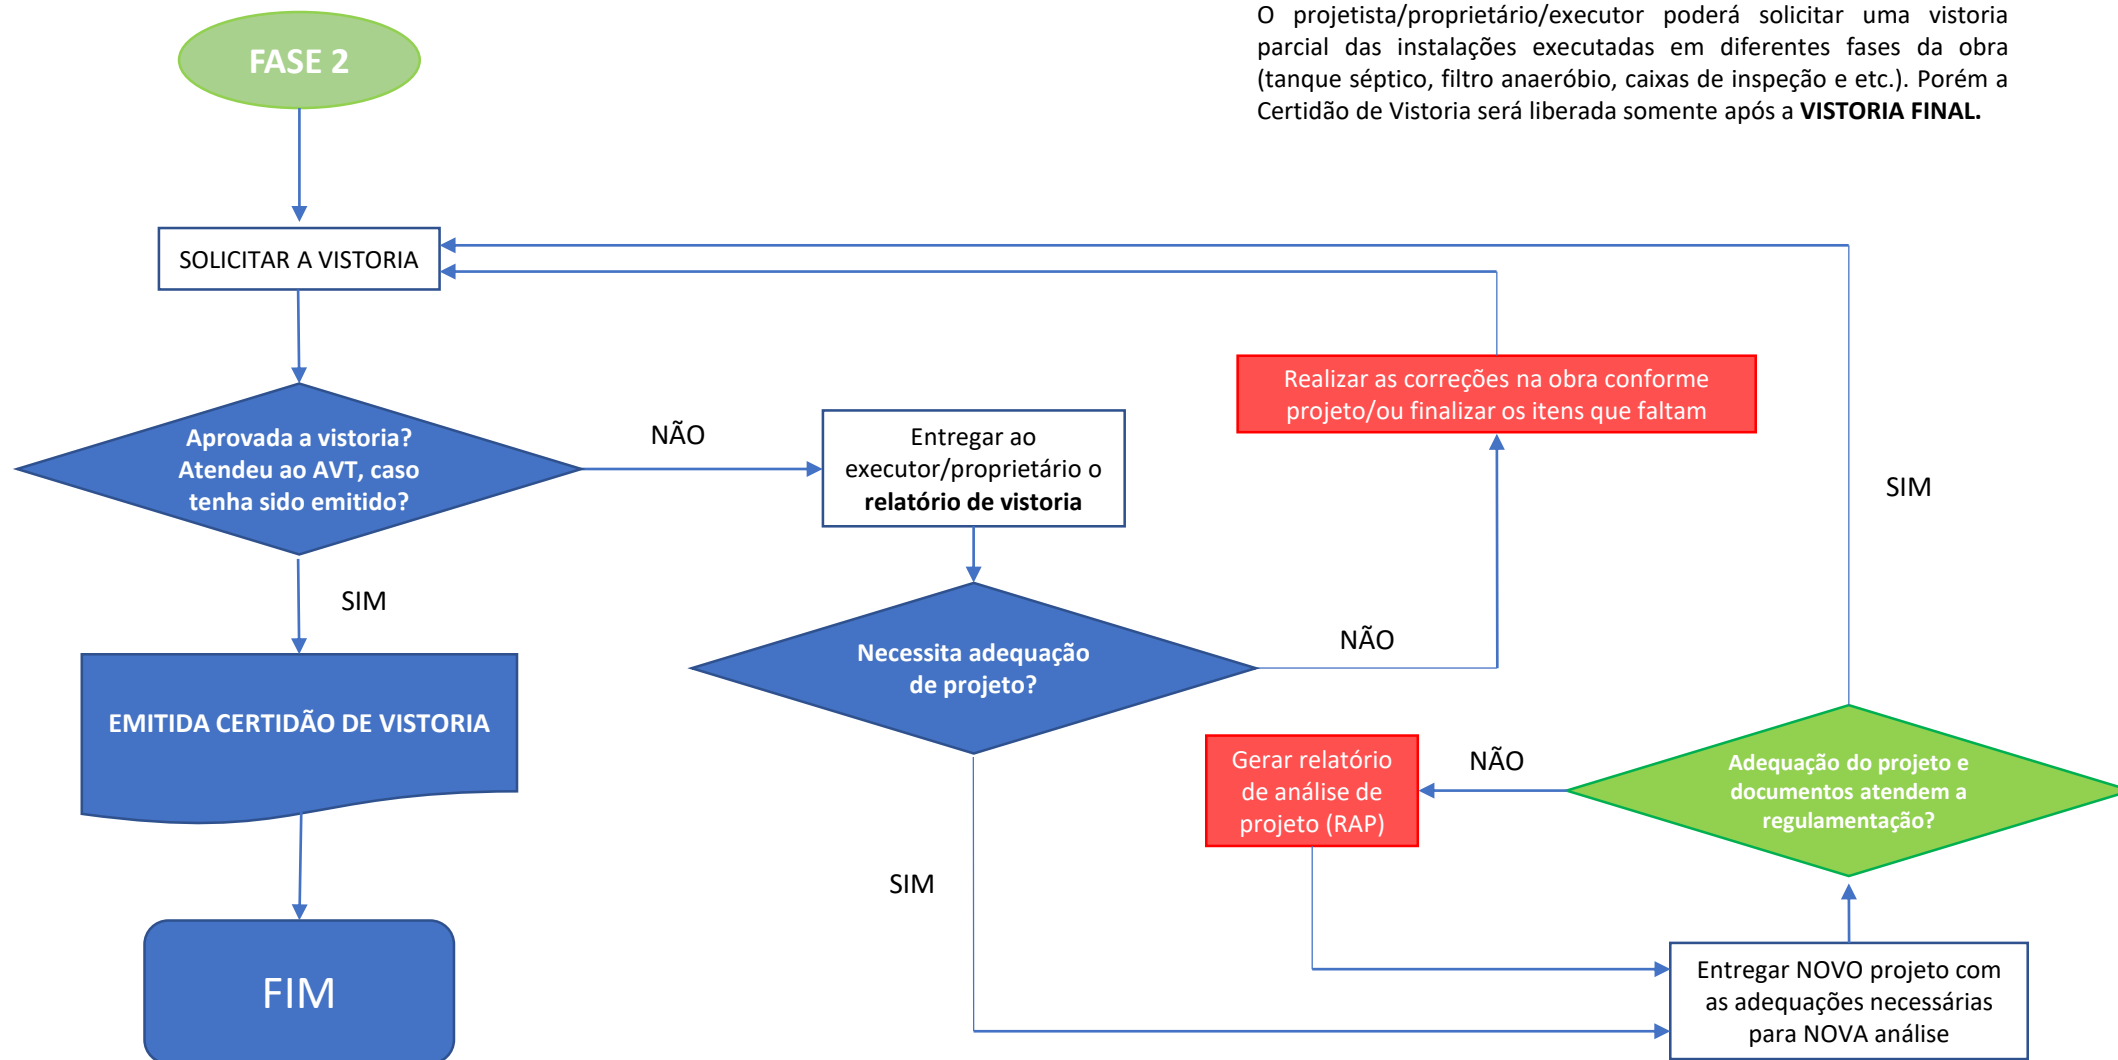 O projetista/proprietário/executor poderá solicitar uma vistoria
parcial das instalações executadas em diferentes fases da obra
(tanque séptico, filtro anaeróbio, caixas de inspeção e etc.). Porém a
Certidão de Vistoria será liberada somente após a VISTORIA FINAL.
FASE 2
SOLICITAR A VISTORIA
Aprovada a vistoria?
Atendeu ao AVT, caso
tenha sido emitido?
NÃO
SIM
EMITIDA CERTIDÃO DE VISTORIA
FIM
Entregar ao
executor/proprietário o
relatório de vistoria
Necessita adequação
de projeto?
NÃO
SIM
Realizar as correções na obra conforme
projeto/ou finalizar os itens que faltam
Gerar relatório
de análise de
projeto (RAP)
NÃO
SIM
Adequação do projeto e
documentos atendem a
regulamentação?
Entregar NOVO projeto com
as adequações necessárias
para NOVA análise